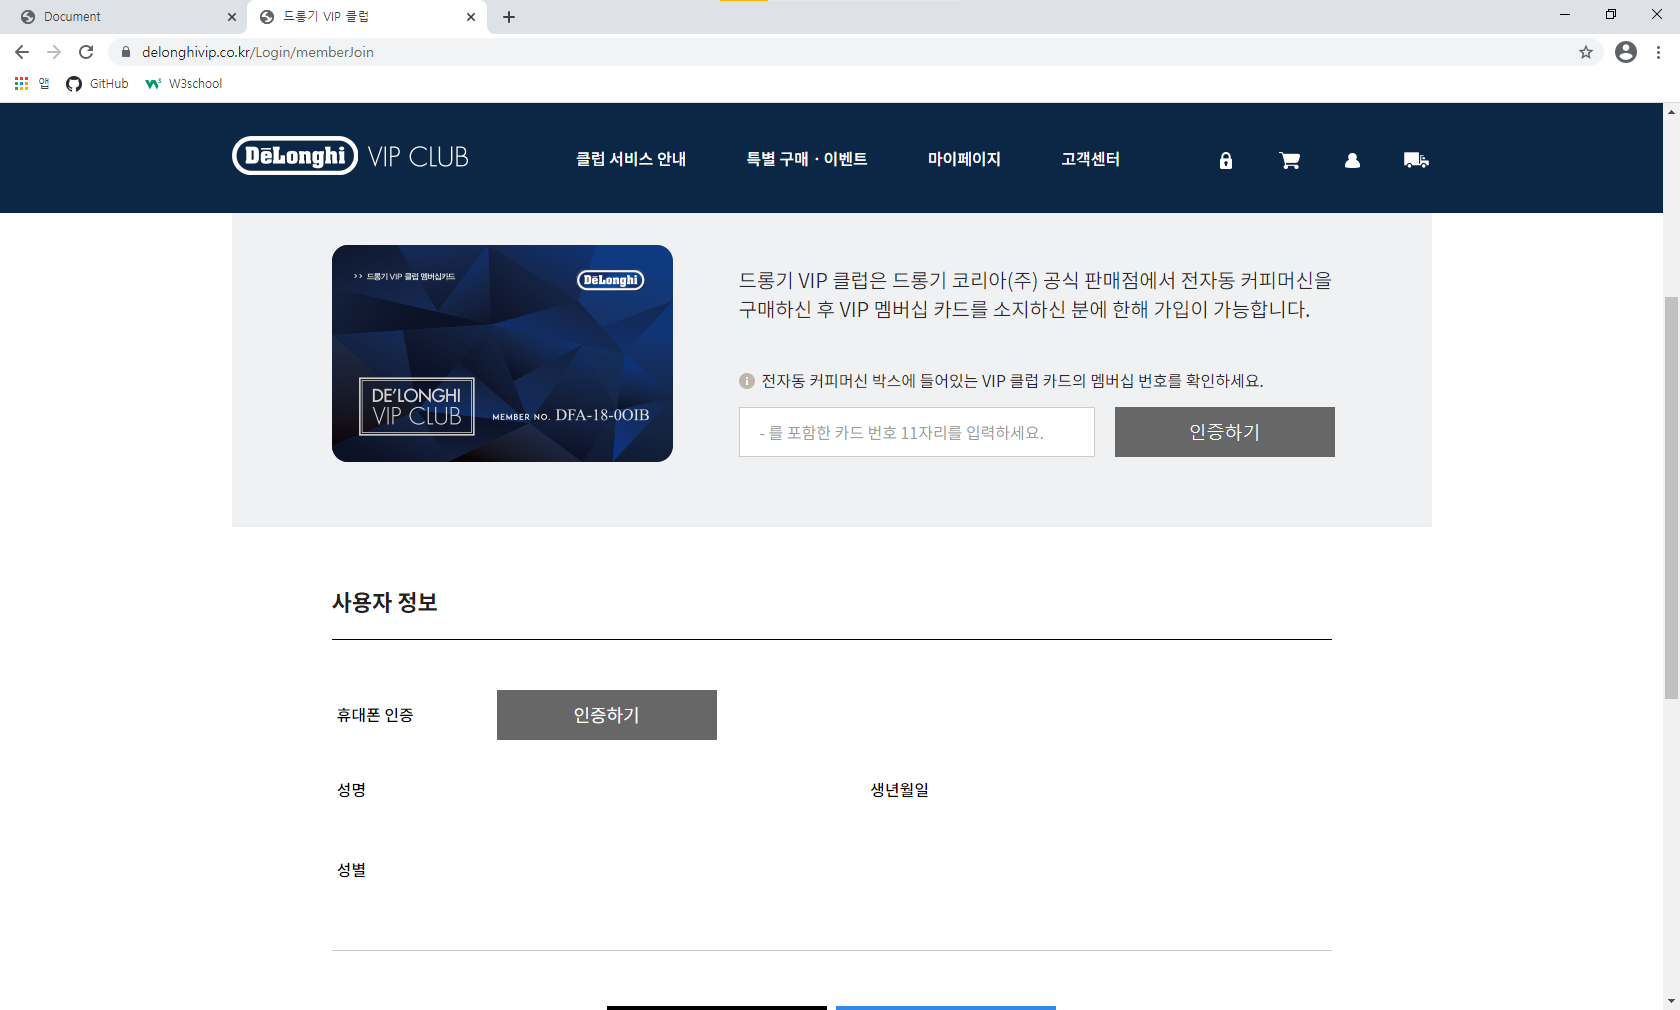 Document
드롱기 VIP 클럽
delonghivip.co.kr/Login/memberJoin
앱
GitHub
W3school
DeLonghi VIP CLUB
클럽 서비스 안내
특별 구매 · 이벤트
마이페이지
고객센터
>> 드롱기 VIP 클럽 멤버십카드
DeLonghi
DE'LONGHI
VIP CLUB
MEMBER NO. DFA-18-0OIB
드롱기 VIP 클럽은 드롱기 코리아(주) 공식 판매점에서 전자동 커피머신을
구매하신 후 VIP 멤버십 카드를 소지하신 분에 한해 가입이 가능합니다.
전자동 커피머신 박스에 들어있는 VIP 클럽 카드의 멤버십 번호를 확인하세요.
- 를 포함한 카드 번호 11자리를 입력하세요.
인증하기
사용자 정보
휴대폰 인증
인증하기
성명
생년월일
성별